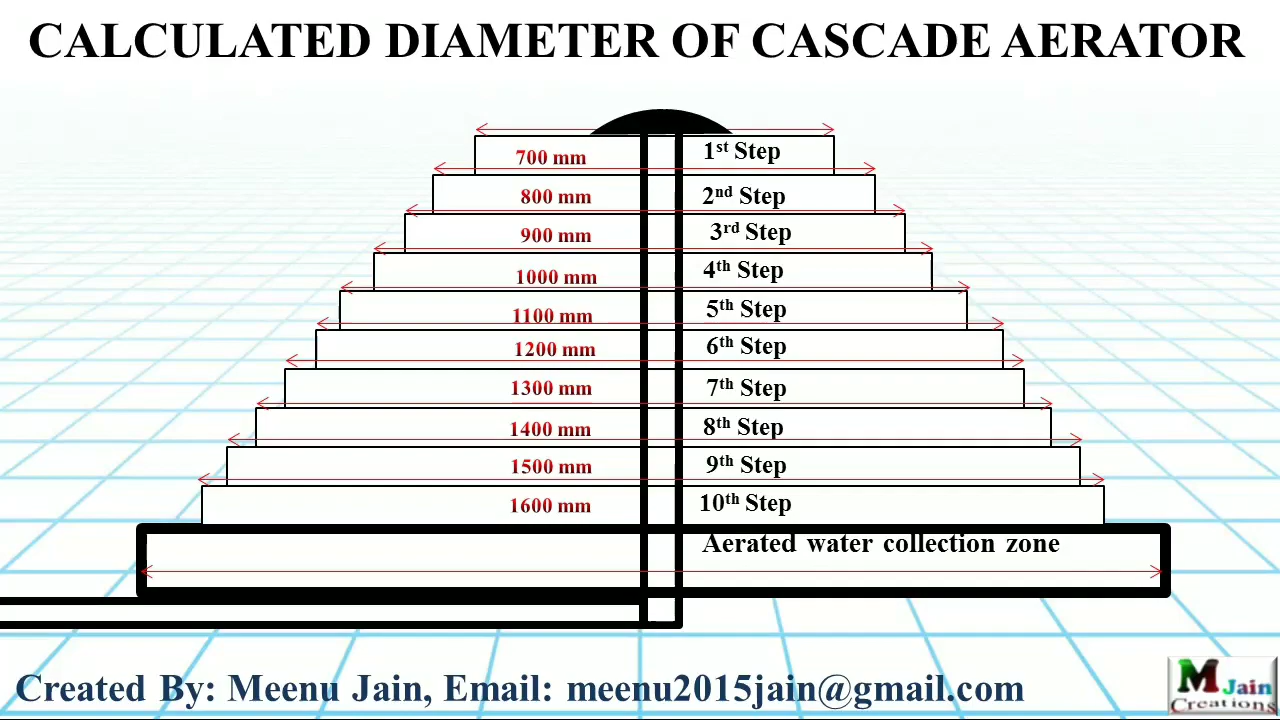 CALCULATED DIAMETER OF CASCADE AERATOR
700 mm 1st Step
800 mm 2nd Step
900 mm 3rd Step
1000 mm 4th Step
1100 mm 5th Step
1200 mm 6th Step
1300 mm 7th Step
1400 mm 8th Step
1500 mm 9th Step
1600 mm 10th Step
Aerated water collection zone
Created By: Meenu Jain, Email: meenu2015jain@gmail.com
M Jain
Creations